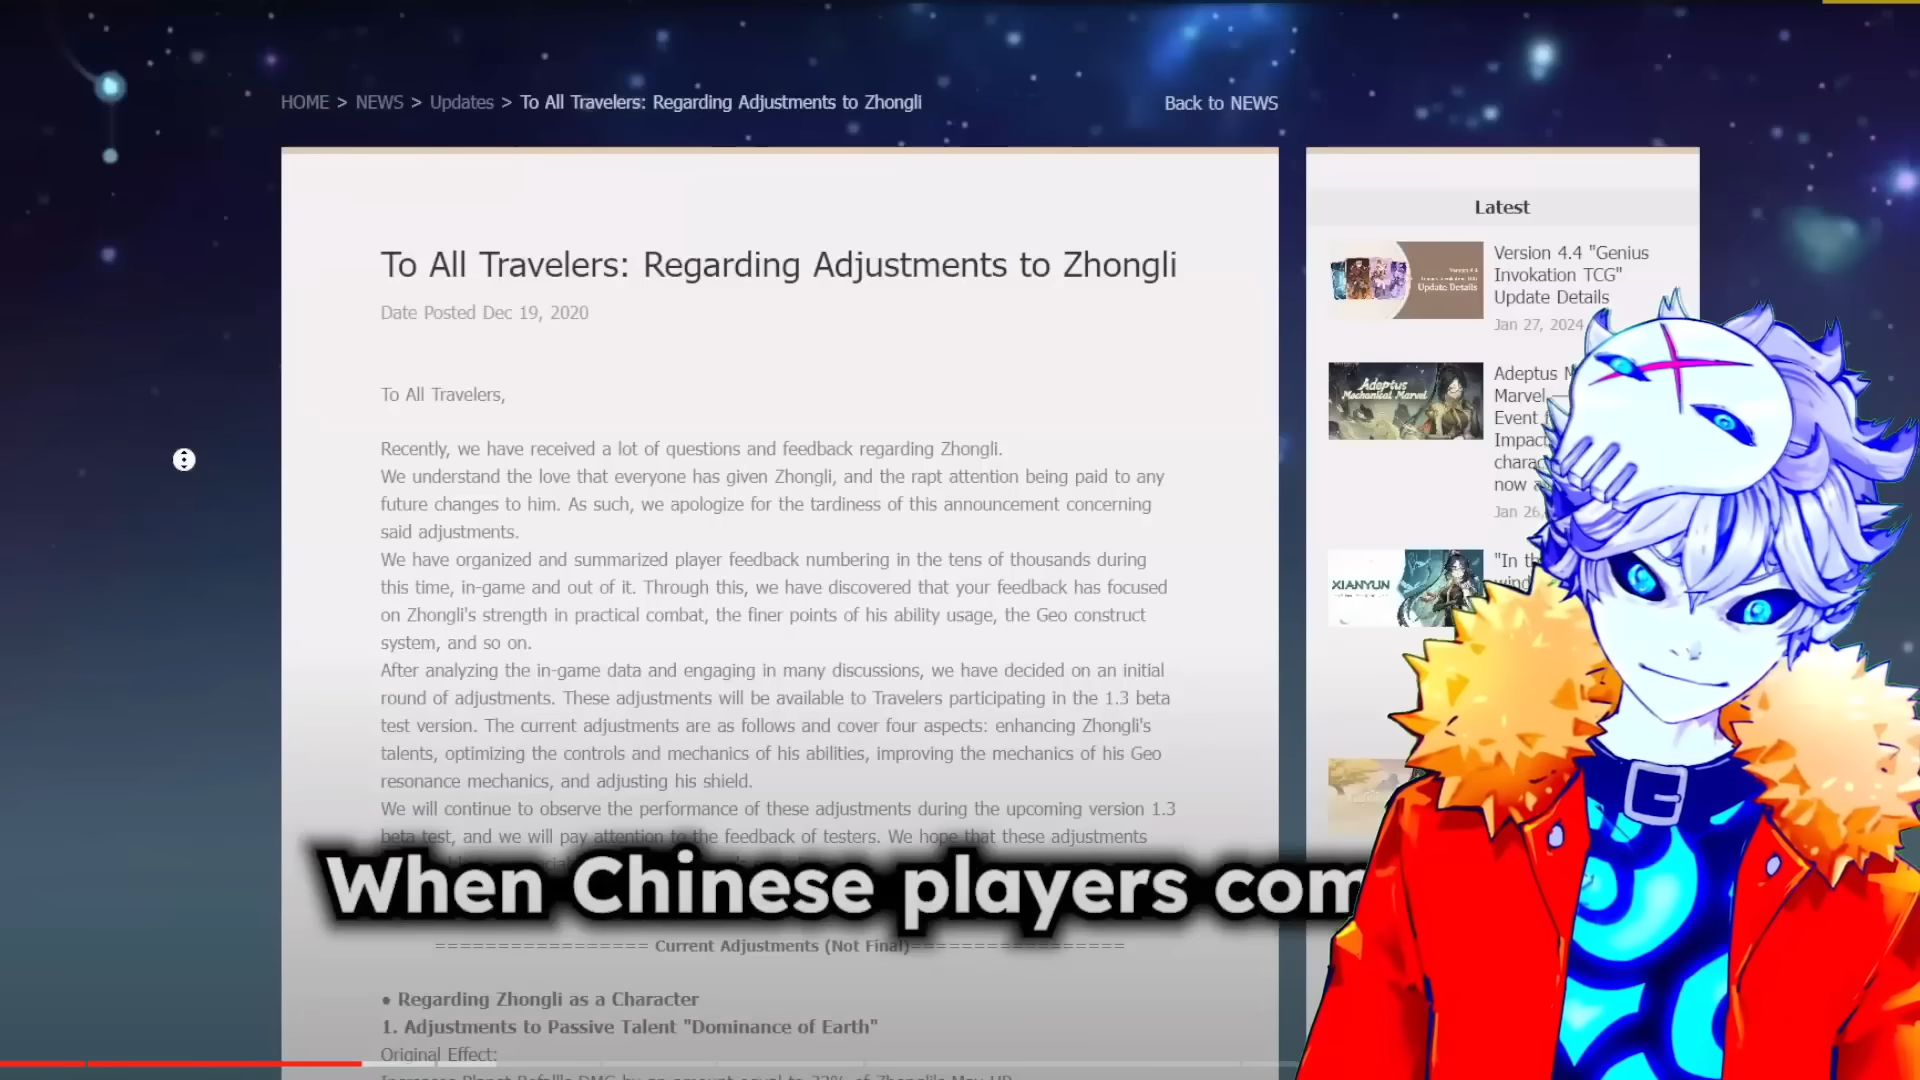 HOME > NEWS > Updates > To All Travelers: Regarding Adjustments to Zhongli
Back to NEWS
To All Travelers: Regarding Adjustments to Zhongli
Date Posted Dec 19, 2020
To All Travelers,
Recently, we have received a lot of questions and feedback regarding Zhongli.
We understand the love that everyone has given Zhongli, and the rapt attention being paid to any
future changes to him. As such, we apologize for the tardiness of this announcement concerning
said adjustments.
We have organized and summarized player feedback numbering in the tens of thousands during
this time, in-game and out of it. Through this, we have discovered that your feedback has focused
on Zhongli's strength in practical combat, the finer points of his ability usage, the Geo construct
system, and so on.
After analyzing the in-game data and engaging in many discussions, we have decided on an initial
round of adjustments. These adjustments will be available to Travelers participating in the 1.3 beta
test version. The current adjustments are as follows and cover four aspects: enhancing Zhongli's
talents, optimizing the controls and mechanics of his abilities, improving the mechanics of his Geo
resonance mechanics, and adjusting his shield.
We will continue to observe the performance of these adjustments during the upcoming version 1.3
beta test, and we will pay attention to the feedback of testers. We hope that these adjustments
When Chinese players com
================= Current Adjustments (Not Final)=================
● Regarding Zhongli as a Character
1. Adjustments to Passive Talent "Dominance of Earth"
Original Effect:
Latest
Version 4.4 "Genius
Invokation TCG"
Update Details
Jan 27, 2024
Update Details
Adeptus
Marvel
Event
Impact
now
Jan 26,
Adeptus
Mechanical Marvel
"In
XIANYUN